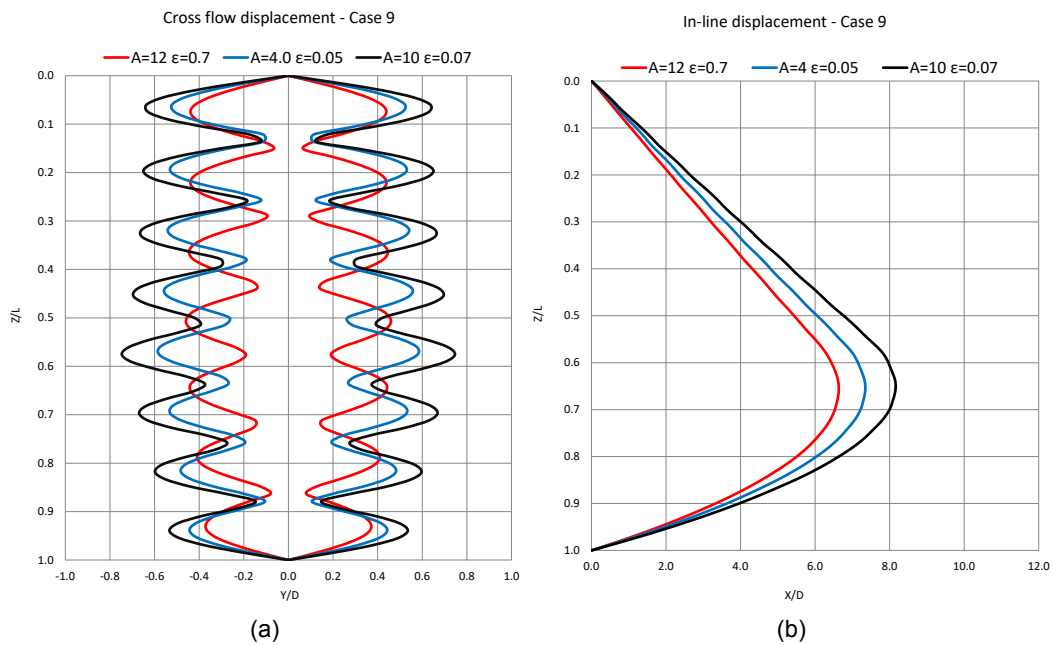 Cross flow displacement - Case 9
A=12 ε=0.7 A=4.0 ε=0.05 A=10 ε=0.07
0.0
0.1
0.2
0.3
0.4
0.5
0.6
0.7
0.8
0.9
1.0
Z/L
-1.0 -0.8 -0.6 -0.4 -0.2 0.0 0.2 0.4 0.6 0.8 1.0
Y/D
(a)
In-line displacement - Case 9
A=12 ε=0.7 A=4 ε=0.05 A=10 ε=0.07
0.0
0.1
0.2
0.3
0.4
0.5
0.6
0.7
0.8
0.9
1.0
Z/L
0.0 2.0 4.0 6.0 8.0 10.0 12.0
X/D
(b)